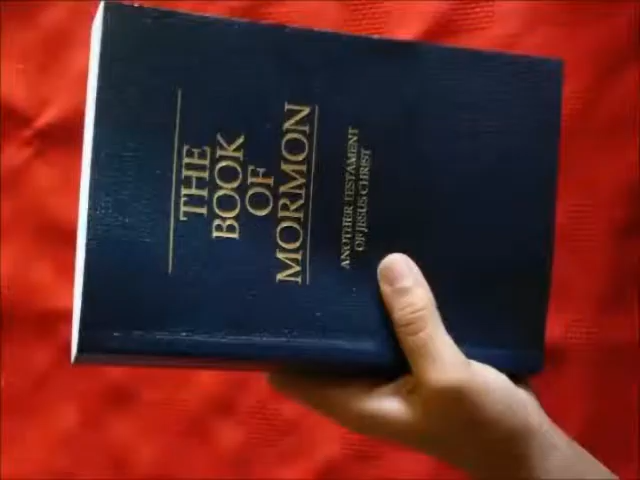 THE
BOOK
OF
MORMON
ANOTHER TESTAMENT
OF JESUS CHRIST